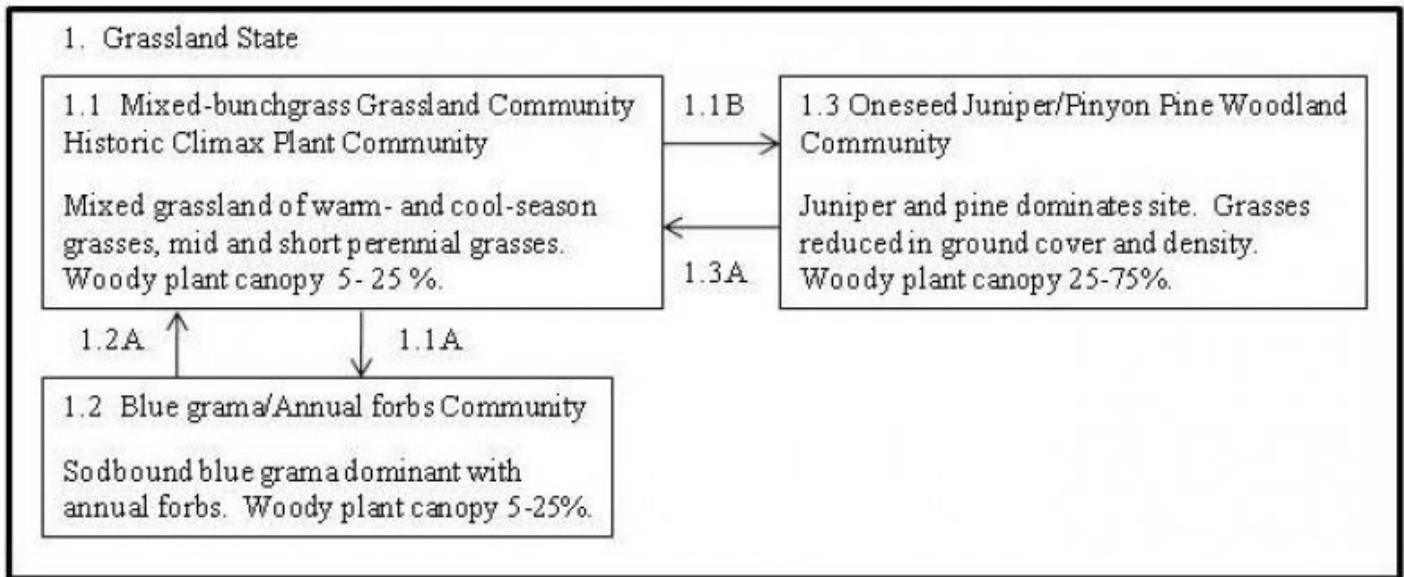 1. Grassland State
1.1 Mixed-bunchgrass Grassland Community
Historic Climax Plant Community
Mixed grassland of warm- and cool-season
grasses, mid and short perennial grasses.
Woody plant canopy 5- 25 %.
1.1B
1.3A
1.3 Oneseed Juniper/Pinyon Pine Woodland
Community
Juniper and pine dominates site. Grasses
reduced in ground cover and density.
Woody plant canopy 25-75%.
1.2A
1.1A
1.2 Blue grama/Annual forbs Community
Sodbound blue grama dominant with
annual forbs. Woody plant canopy 5-25%.